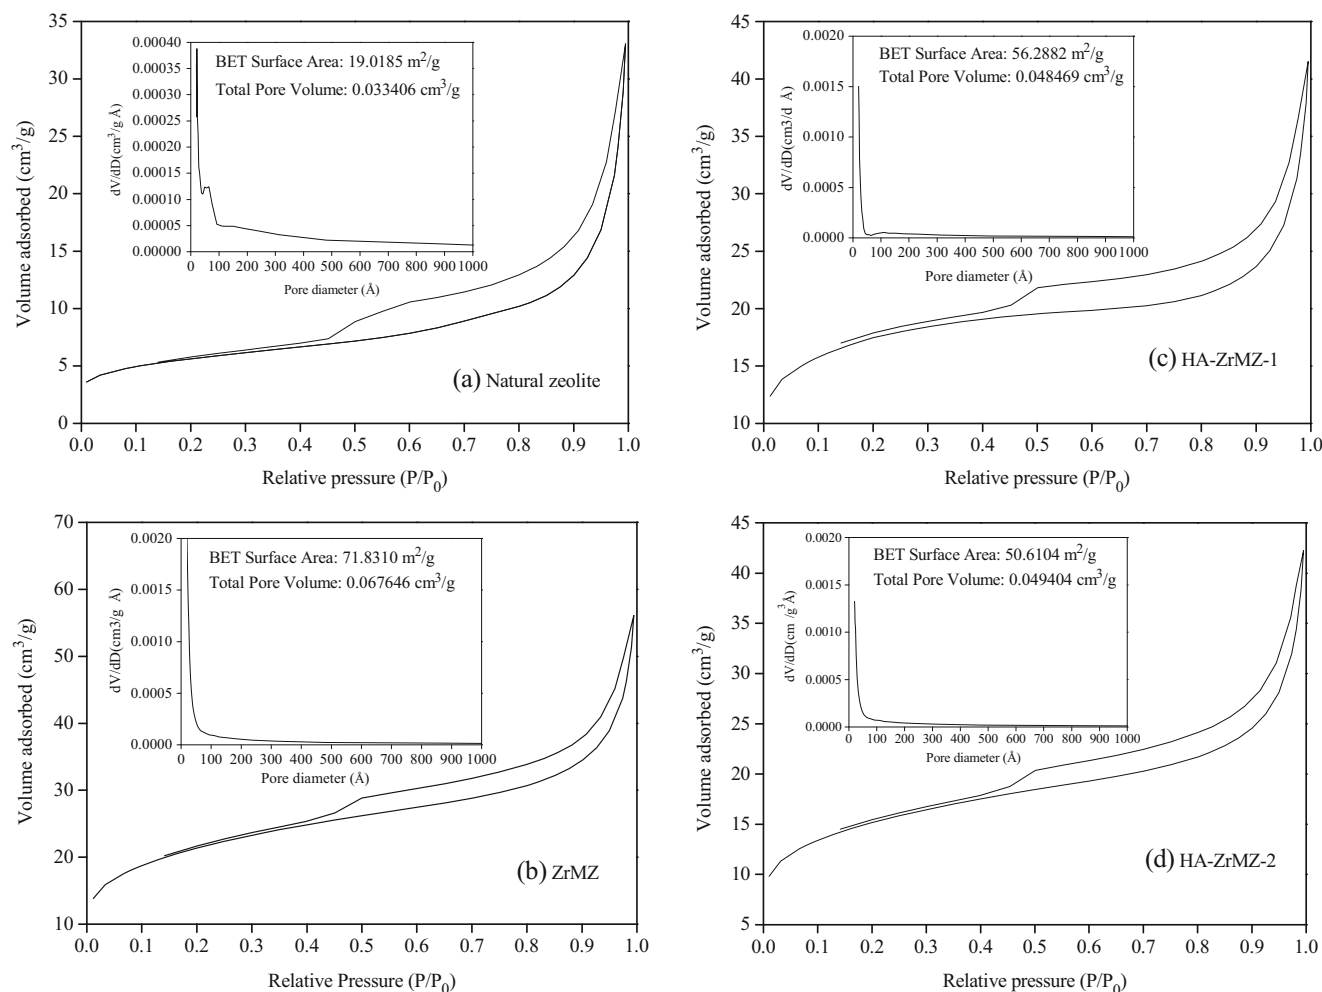 35
30
25
20
15
10
5
0
Volume adsorbed (cm³/g)
0.0 0.1 0.2 0.3 0.4 0.5 0.6 0.7 0.8 0.9 1.0
Relative pressure (P/P₀)
0.00040
0.00035
0.00030
0.00025
0.00020
0.00015
0.00010
0.00005
0.00000
dV/dD(cm³/g Å)
0 100 200 300 400 500 600 700 800 900 1000
Pore diameter (Å)
BET Surface Area: 19.0185 m²/g
Total Pore Volume: 0.033406 cm³/g
(a) Natural zeolite
45
40
35
30
25
20
15
10
Volume adsorbed (cm³/g)
0.0 0.1 0.2 0.3 0.4 0.5 0.6 0.7 0.8 0.9 1.0
Relative pressure (P/P₀)
0.0020
0.0015
0.0010
0.0005
0.0000
dV/dD(cm3/d Å)
0 100 200 300 400 500 600 700 800 900 1000
Pore diameter (Å)
BET Surface Area: 56.2882 m²/g
Total Pore Volume: 0.048469 cm³/g
(c) HA-ZrMZ-1
70
60
50
40
30
20
10
Volume adsorbed (cm³/g)
0.0 0.1 0.2 0.3 0.4 0.5 0.6 0.7 0.8 0.9 1.0
Relative Pressure (P/P₀)
0.0020
0.0015
0.0010
0.0005
0.0000
dV/dD(cm3/g Å)
0 100 200 300 400 500 600 700 800 900 1000
Pore diameter (Å)
BET Surface Area: 71.8310 m²/g
Total Pore Volume: 0.067646 cm³/g
(b) ZrMZ
45
40
35
30
25
20
15
10
5
Volume adsorbed (cm³/g)
0.0 0.1 0.2 0.3 0.4 0.5 0.6 0.7 0.8 0.9 1.0
Relative pressure (P/P₀)
0.0020
0.0015
0.0010
0.0005
0.0000
dV/dD(cm /g³Å)
0 100 200 300 400 500 600 700 800 900 1000
Pore diameter (Å)
BET Surface Area: 50.6104 m²/g
Total Pore Volume: 0.049404 cm³/g
(d) HA-ZrMZ-2